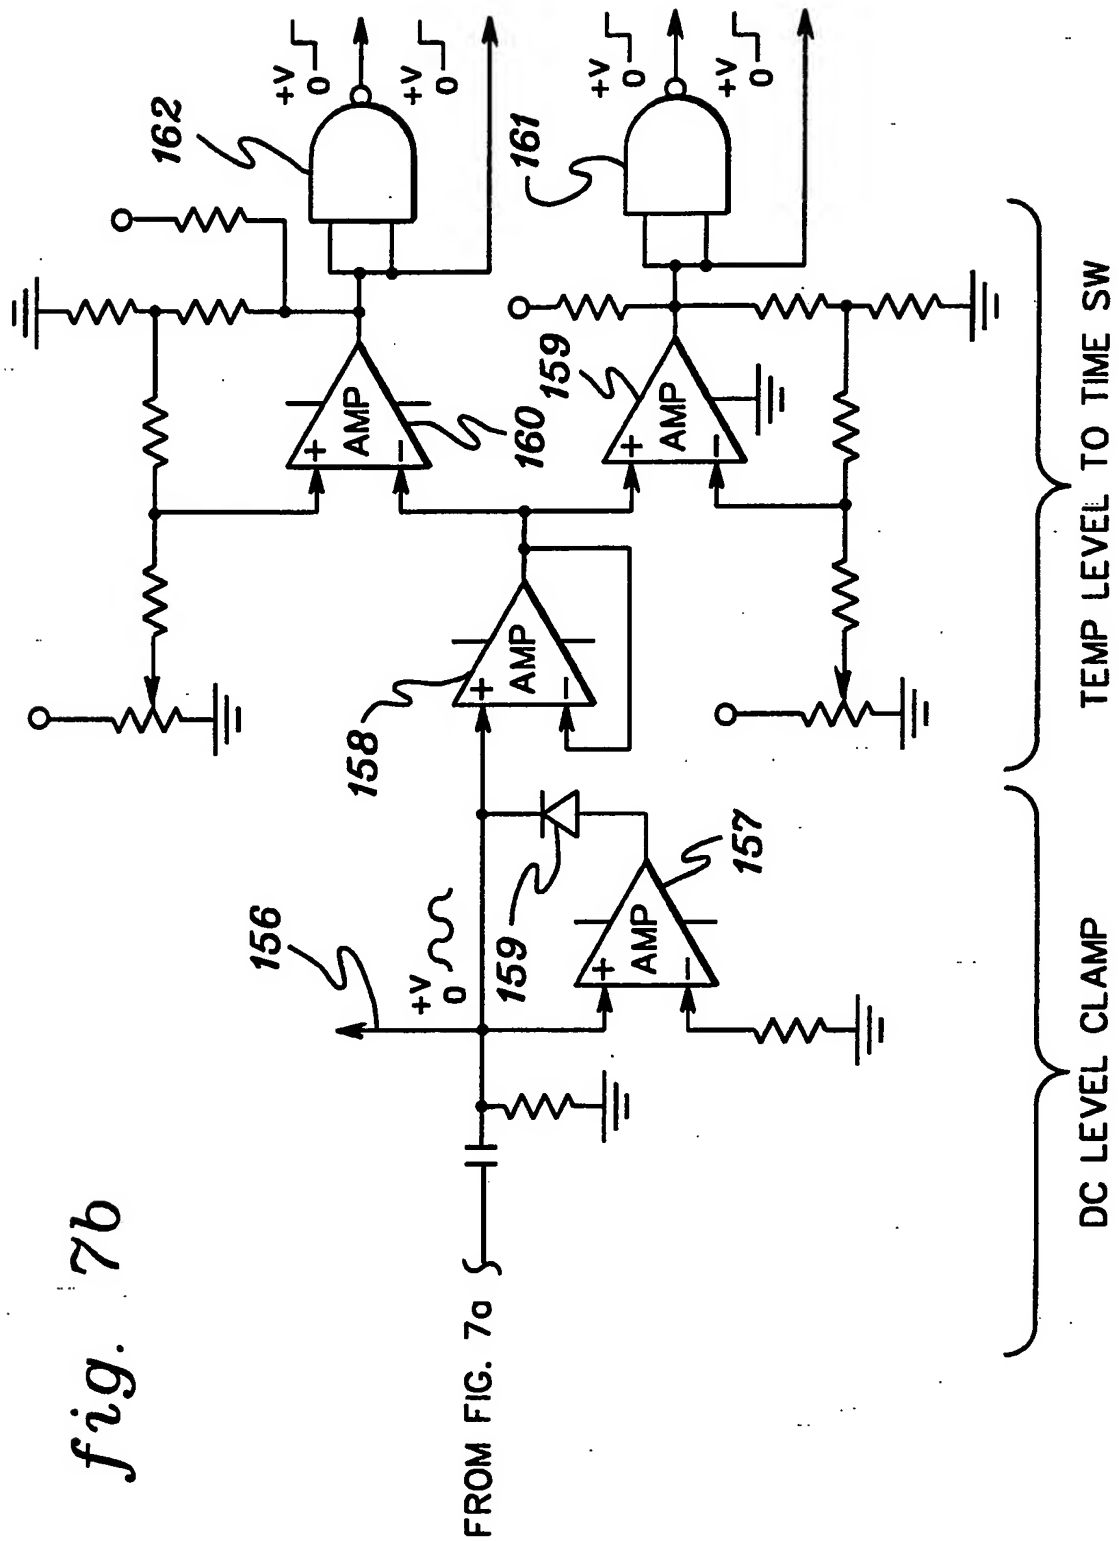 fig. 7b
FROM FIG. 7a
156
+V
0
159
AMP
+
−
157
158
AMP
+
−
160
AMP
+
−
159
AMP
+
−
162
+V
0
+V
0
161
+V
0
+V
0
DC LEVEL CLAMP
TEMP LEVEL TO TIME SW